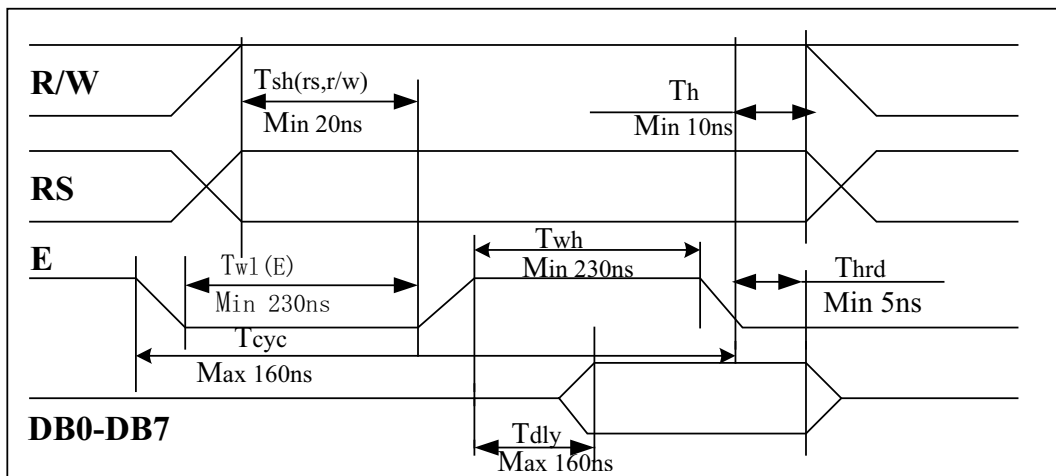 R/W
Tsh(rs,r/w)
Min 20ns
Th
Min 10ns
RS
E
Twl(E)
Min 230ns
Twh
Min 230ns
Thrd
Min 5ns
Tcyc
Max 160ns
DB0-DB7
Tdly
Max 160ns